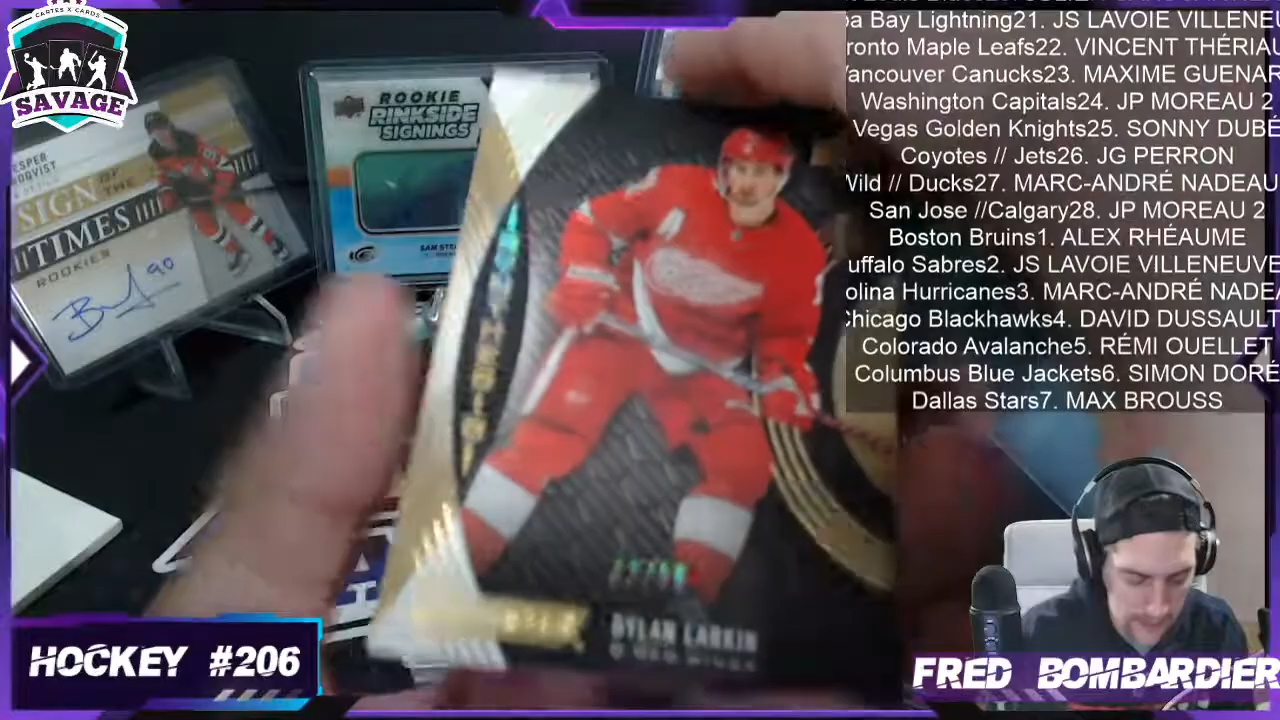 CARTES X CARDS
SAVAGE
SIGN OF THE
TIMES
ROOKIES
90
ROOKIE
RINKSIDE
SIGNINGS
DYLAN LARKIN
HOCKEY #206
FRED BOMBARDIER
a Bay Lightning21. JS LAVOIE VILLENEU
ronto Maple Leafs22. VINCENT THÉRIAU
ancouver Canucks23. MAXIME GUENAR
Washington Capitals24. JP MOREAU 2
Vegas Golden Knights25. SONNY DUBÉ
Coyotes // Jets26. JG PERRON
Wild // Ducks27. MARC-ANDRÉ NADEAU
San Jose //Calgary28. JP MOREAU 2
Boston Bruins1. ALEX RHÉAUME
uffalo Sabres2. JS LAVOIE VILLENEUVE
olina Hurricanes3. MARC-ANDRÉ NADEA
Chicago Blackhawks4. DAVID DUSSAULT
Colorado Avalanche5. RÉMI OUELLET
Columbus Blue Jackets6. SIMON DORÉ
Dallas Stars7. MAX BROUSS